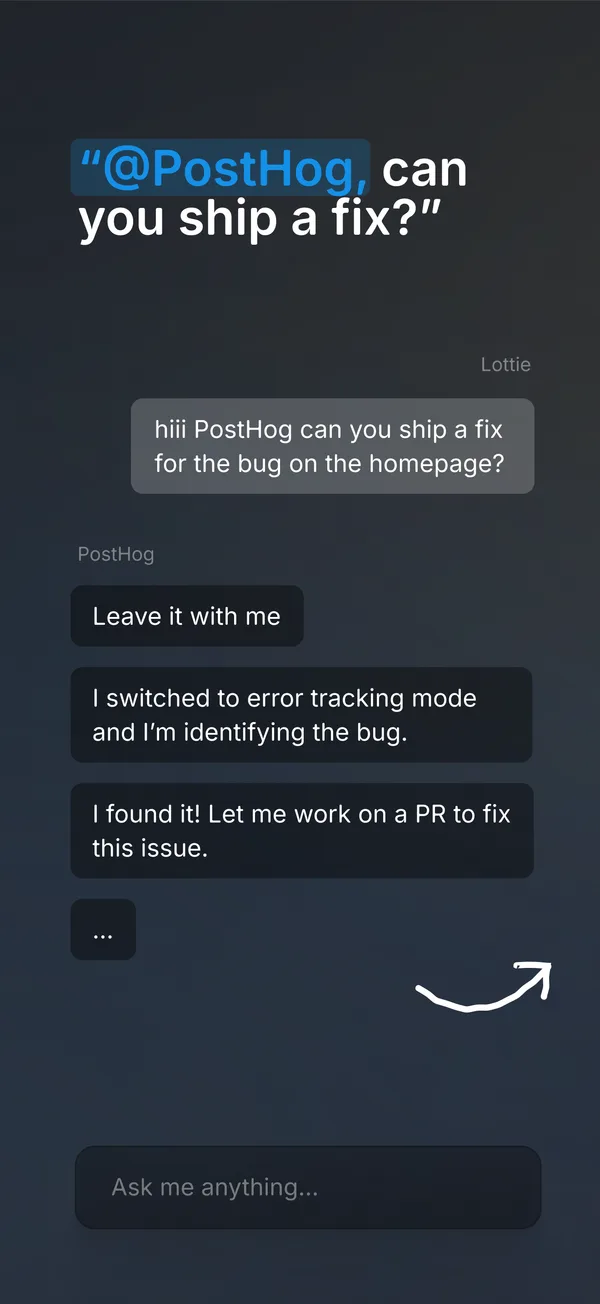 “@PostHog, can
you ship a fix?”
Lottie
hiii PostHog can you ship a fix
for the bug on the homepage?
PostHog
Leave it with me
I switched to error tracking mode
and I’m identifying the bug.
I found it! Let me work on a PR to fix
this issue.
...
Ask me anything...